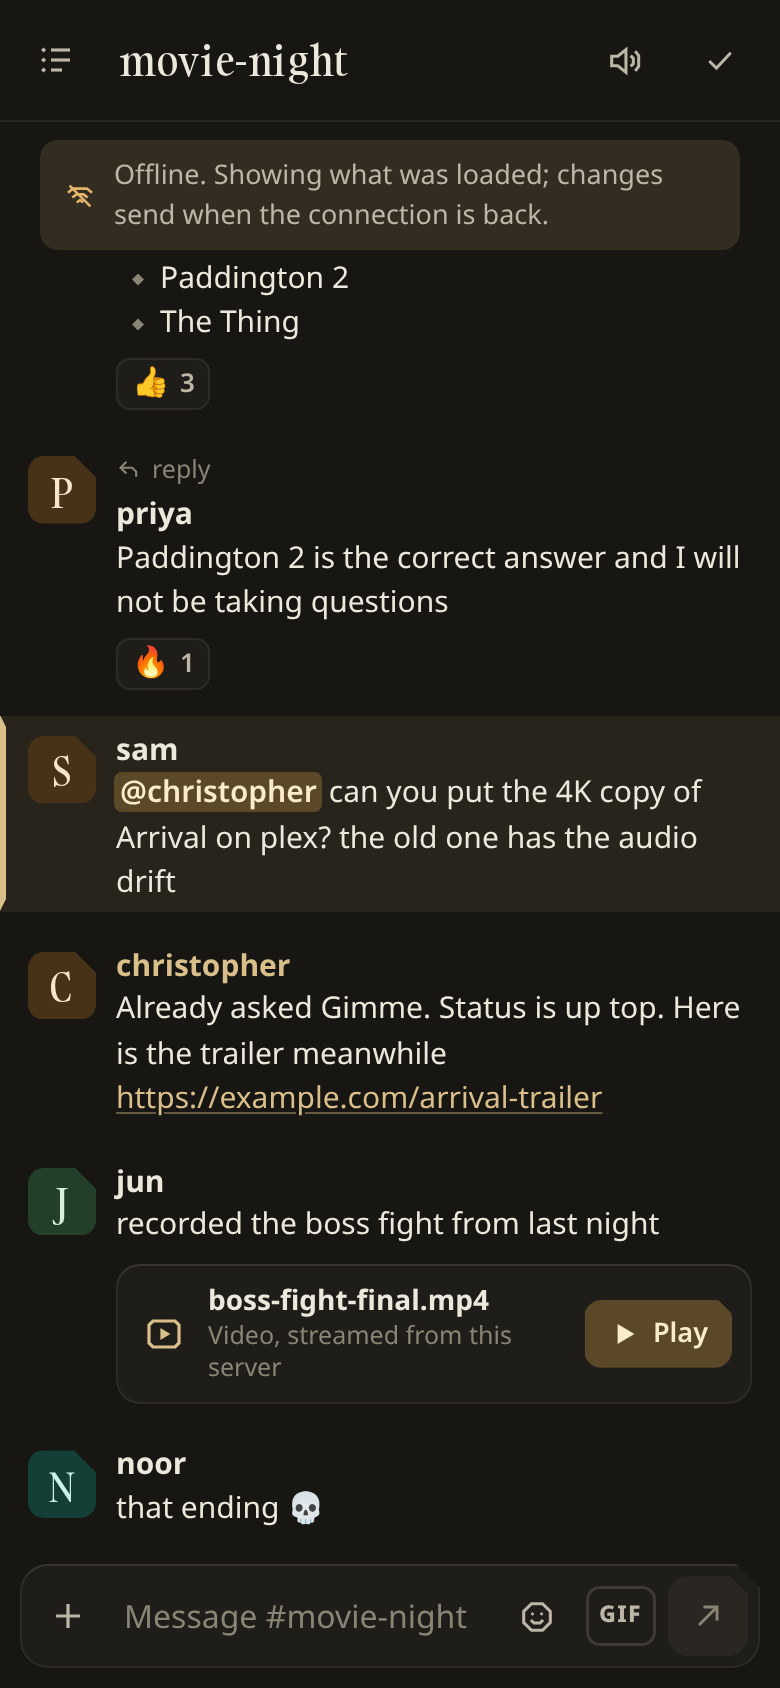 movie-night
Offline. Showing what was loaded; changes
send when the connection is back.
Paddington 2
The Thing
👍 3
P
reply
priya
Paddington 2 is the correct answer and I will
not be taking questions
🔥 1
S
sam
@christopher can you put the 4K copy of
Arrival on plex? the old one has the audio
drift
C
christopher
Already asked Gimme. Status is up top. Here
is the trailer meanwhile
https://example.com/arrival-trailer
J
jun
recorded the boss fight from last night
boss-fight-final.mp4
Video, streamed from this
server
Play
N
noor
that ending 💀
Message #movie-night
GIF